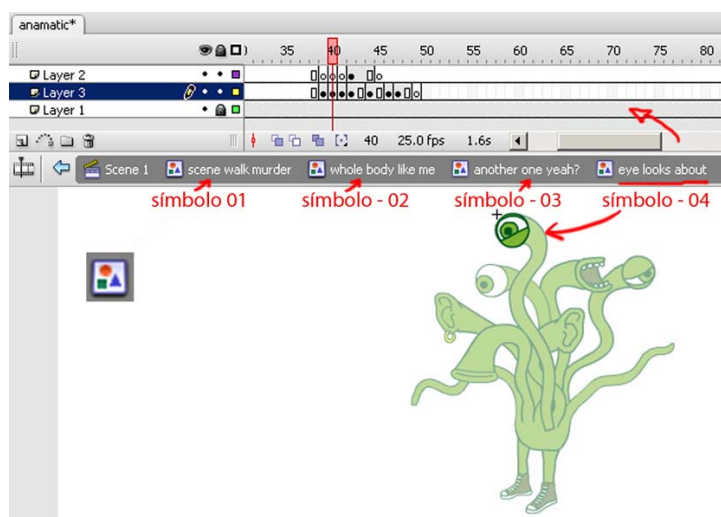 anamatic*
35 40 45 50 55 60 65 70 75 80
Layer 2
Layer 3
Layer 1
40 25.0 fps 1.6s
Scene 1 scene walk murder whole body like me another one yeah? eye looks about
símbolo 01 símbolo - 02 símbolo - 03 símbolo - 04